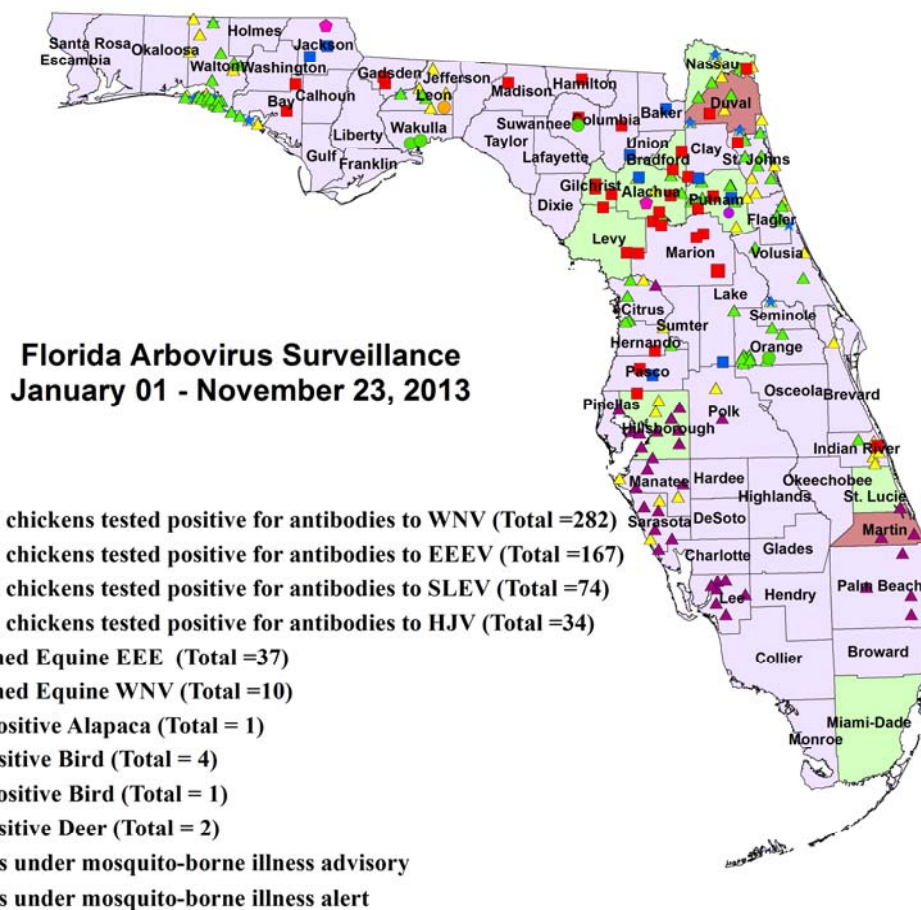 Santa Rosa
Escambia
Okaloosa
Walton
Holmes
Washington
Jackson
Bay
Calhoun
Gulf
Liberty
Franklin
Gadsden
Leon
Wakulla
Jefferson
Madison
Taylor
Hamilton
Suwannee
Lafayette
Dixie
Columbia
Gilchrist
Levy
Baker
Union
Bradford
Alachua
Nassau
Duval
Clay
St. Johns
Putnam
Flagler
Marion
Volusia
Citrus
Sumter
Lake
Seminole
Hernando
Orange
Pasco
Florida Arbovirus Surveillance
January 01 - November 23, 2013
Pinellas
Hillsborough
Polk
Osceola
Brevard
Indian River
Manatee
Hardee
Highlands
Okeechobee
St. Lucie
Sarasota
DeSoto
Martin
Charlotte
Glades
Lee
Hendry
Palm Beach
Collier
Broward
Monroe
Miami-Dade
chickens tested positive for antibodies to WNV (Total =282)
chickens tested positive for antibodies to EEEV (Total =167)
chickens tested positive for antibodies to SLEV (Total =74)
chickens tested positive for antibodies to HJV (Total =34)
ned Equine EEE (Total =37)
ned Equine WNV (Total =10)
ositive Alapaca (Total = 1)
sitive Bird (Total = 4)
ositive Bird (Total = 1)
sitive Deer (Total = 2)
s under mosquito-borne illness advisory
s under mosquito-borne illness alert